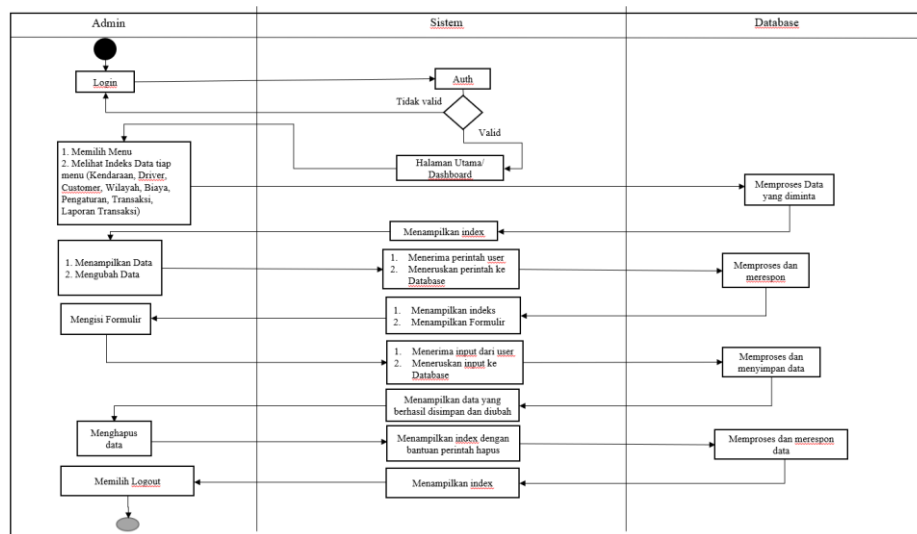 Admin
Sistem
Database
Login
Auth
Tidak valid
Valid
1. Memilih Menu
2. Melihat Indeks Data tiap
menu (Kendaraan, Driver,
Customer, Wilayah, Biaya,
Pengaturan, Transaksi,
Laporan Transaksi)
Halaman Utama/
Dashboard
Memproses Data
yang diminta
Menampilkan index
1. Menampilkan Data
2. Mengubah Data
1. Menerima perintah user
2. Meneruskan perintah ke
Database
Memproses dan
merespon
Mengisi Formulir
1. Menampilkan indeks
2. Menampilkan Formulir
1. Menerima input dari user
2. Meneruskan input ke
Database
Memproses dan
menyimpan data
Menampilkan data yang
berhasil disimpan dan diubah
Menghapus
data
Menampilkan index dengan
bantuan perintah hapus
Memproses dan merespon
data
Memilih Logout
Menampilkan index